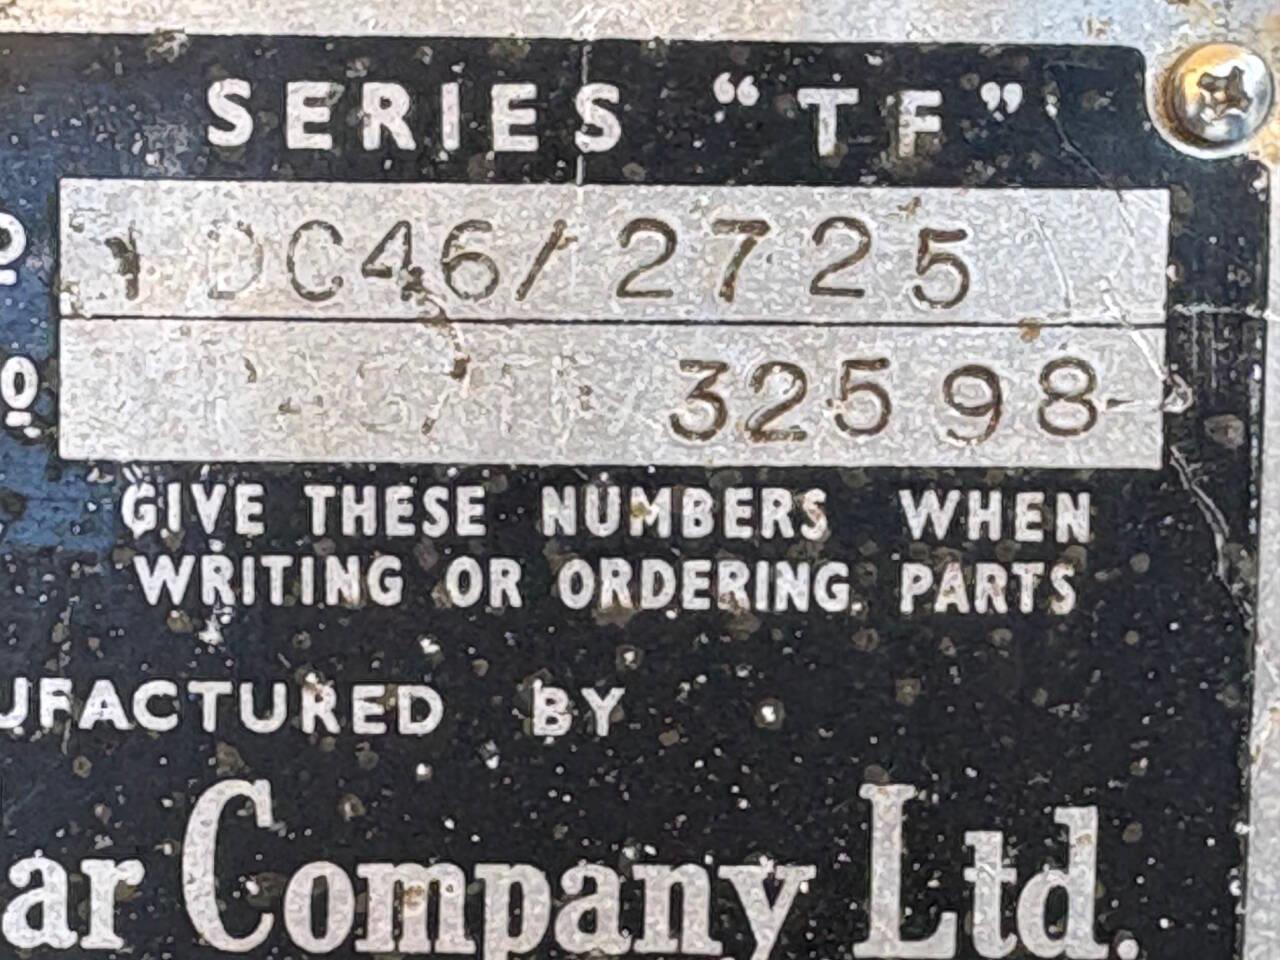 SERIES “TF”
DC46/2725
32598
GIVE THESE NUMBERS WHEN
WRITING OR ORDERING PARTS
UFACTURED BY
ar Company Ltd.